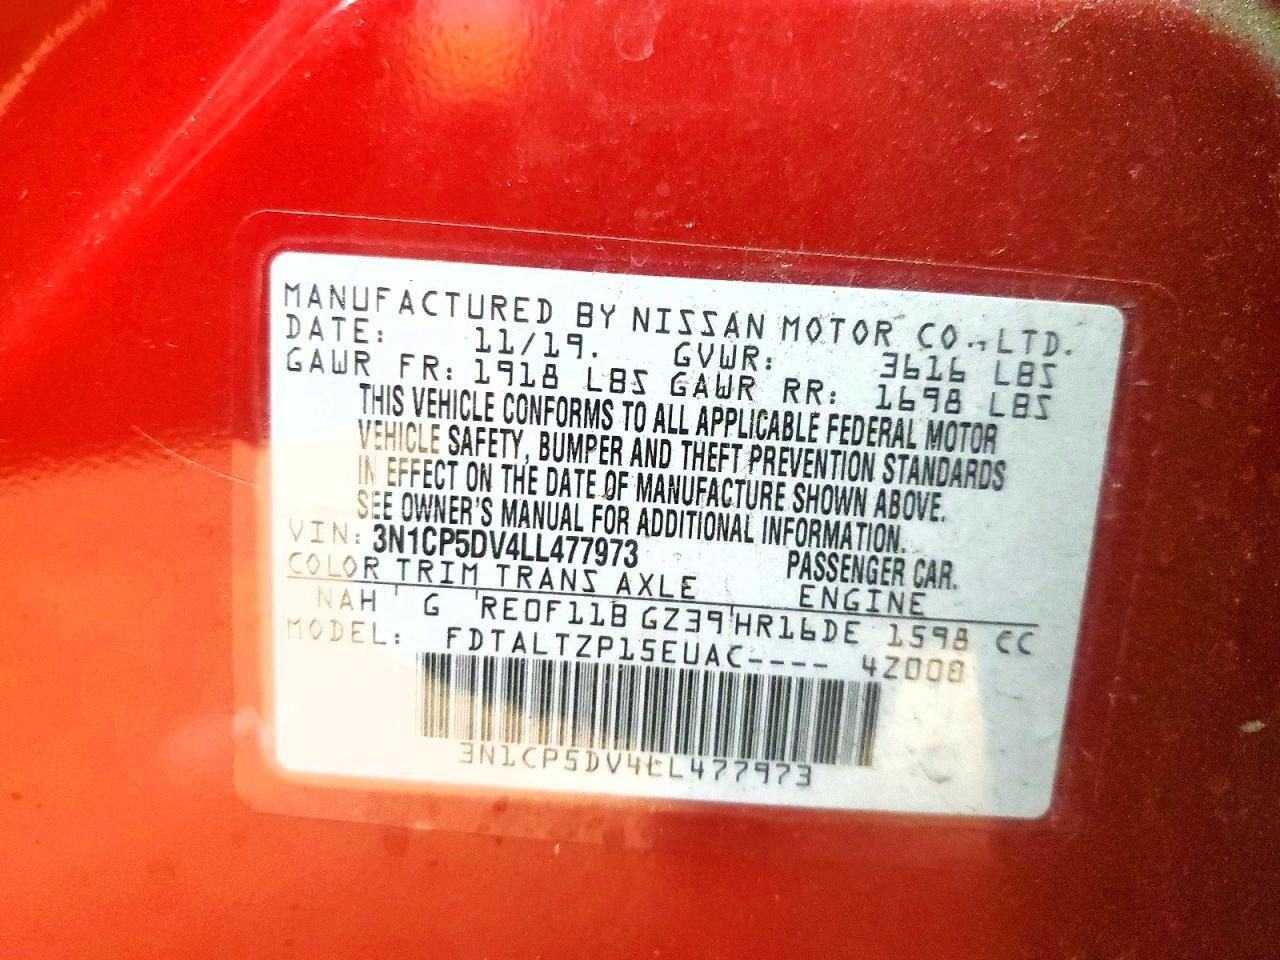 MANUFACTURED BY NISSAN MOTOR CO.,LTD.
DATE: 11/19. GVWR: 3616 LBS
GAWR FR: 1918 LBS GAWR RR: 1698 LBS
THIS VEHICLE CONFORMS TO ALL APPLICABLE FEDERAL MOTOR
VEHICLE SAFETY, BUMPER AND THEFT PREVENTION STANDARDS
IN EFFECT ON THE DATE OF MANUFACTURE SHOWN ABOVE.
SEE OWNER'S MANUAL FOR ADDITIONAL INFORMATION.
VIN: 3N1CP5DV4LL477973 PASSENGER CAR.
COLOR TRIM TRANS AXLE ENGINE
NAH G RE0F11B GZ39 HR16DE 1598 CC
MODEL: FDTALTZP15EUAC---- 42008
3N1CP5DV4LL477973